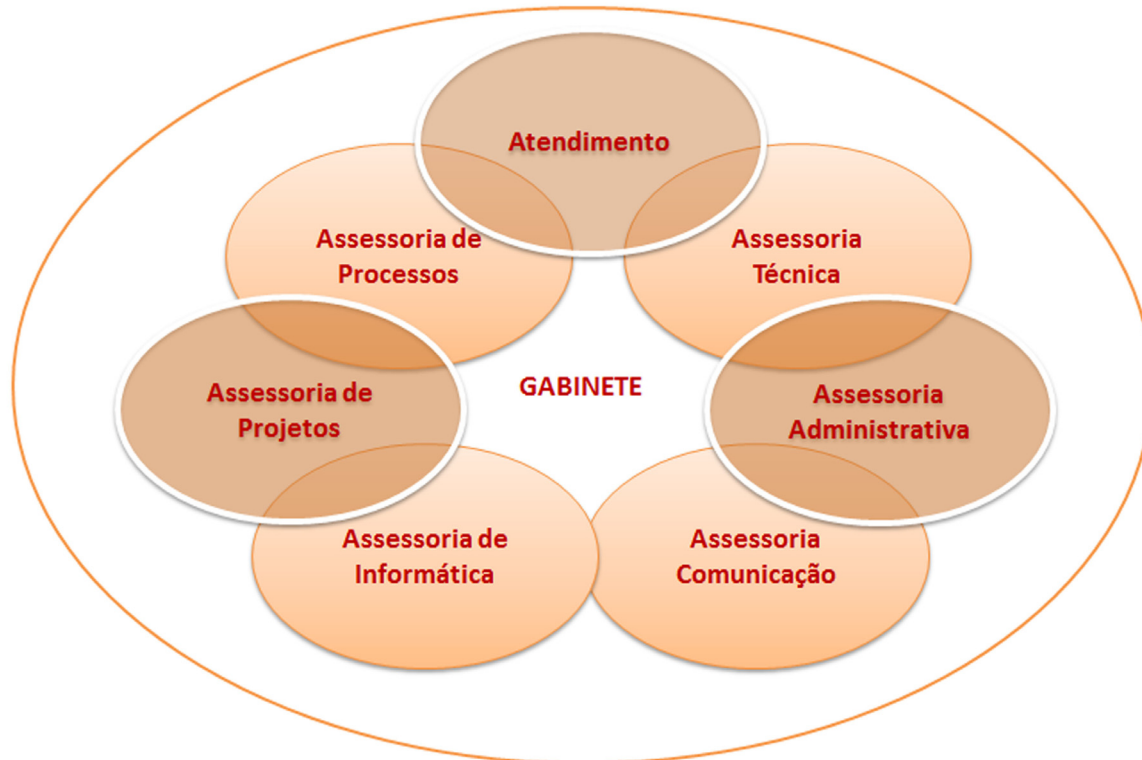 Atendimento
Assessoria de
Processos
Assessoria
Técnica
GABINETE
Assessoria de
Projetos
Assessoria
Administrativa
Assessoria de
Informática
Assessoria
Comunicação